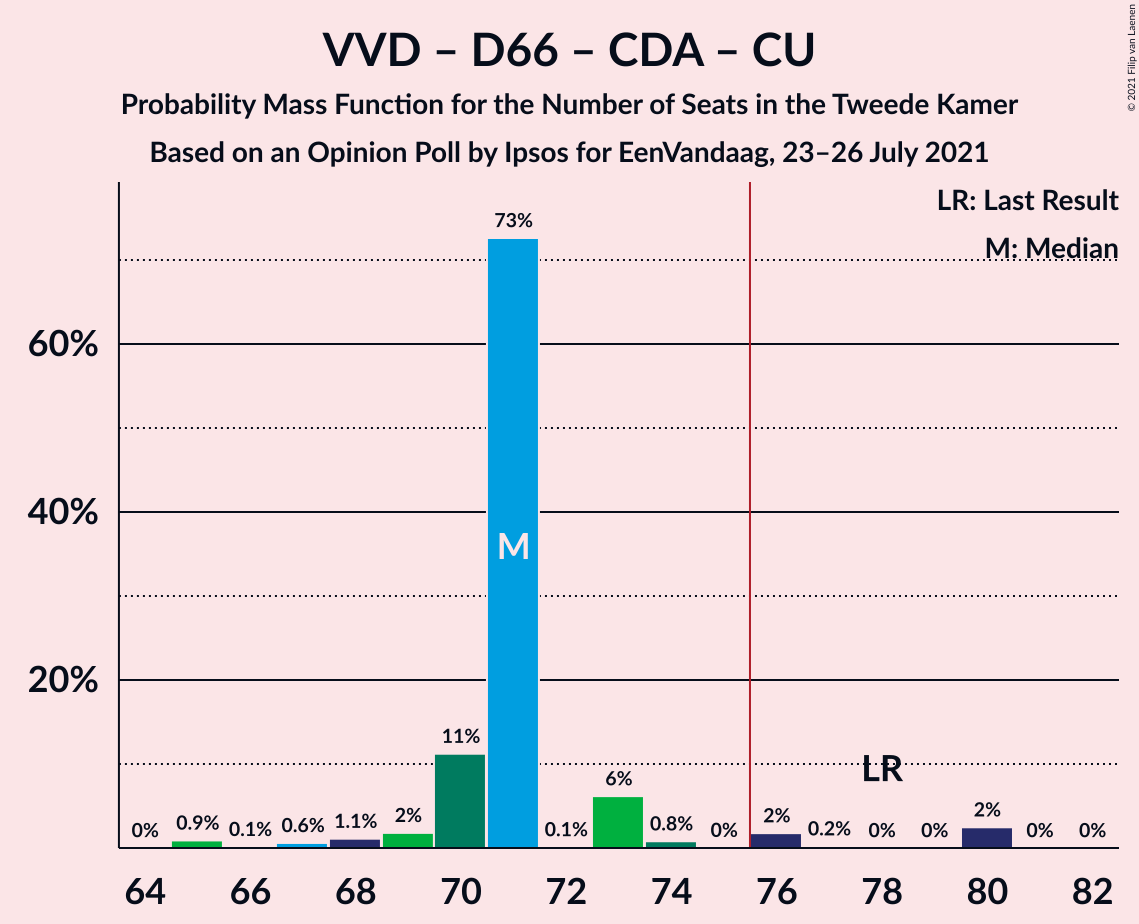 VVD – D66 – CDA – CU
Probability Mass Function for the Number of Seats in the Tweede Kamer
Based on an Opinion Poll by Ipsos for EenVandaag, 23–26 July 2021
© 2021 Filip van Laenen
LR: Last Result
M: Median
60%
40%
20%
0%
0.9%
0.1%
0.6%
1.1%
2%
11%
73%
M
0.1%
6%
0.8%
0%
2%
0.2%
LR
0%
0%
2%
0%
0%
64 66 68 70 72 74 76 78 80 82